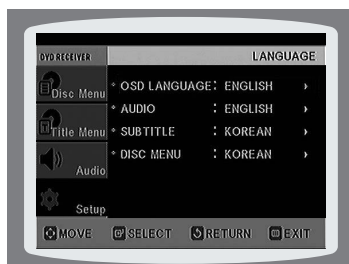 DVD RECEIVER LANGUAGE
Disc Menu
Title Menu
Audio
Setup
OSD LANGUAGE : ENGLISH
AUDIO : ENGLISH
SUBTITLE : KOREAN
DISC MENU : KOREAN
MOVE SELECT RETURN EXIT